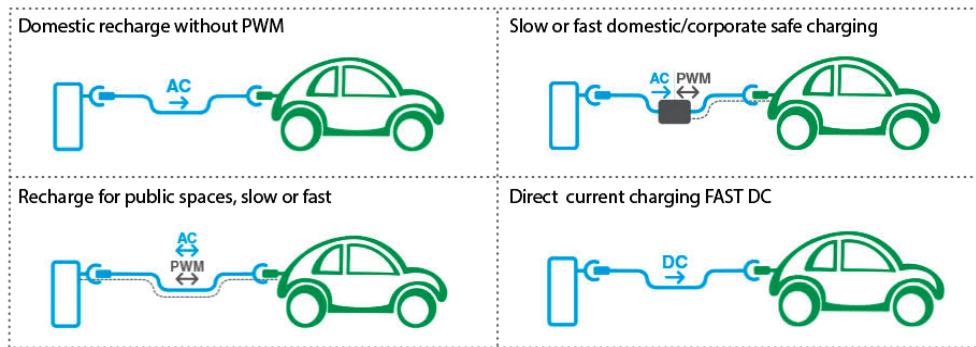 Domestic recharge without PWM
AC
Slow or fast domestic/corporate safe charging
AC PWM
Recharge for public spaces, slow or fast
AC
PWM
Direct current charging FAST DC
DC